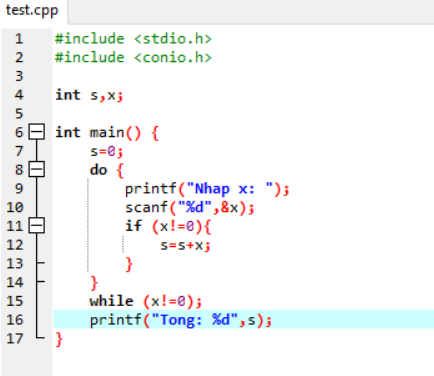 test.cpp
1 #include <stdio.h>
2 #include <conio.h>
3
4 int s,x;
5
6 int main() {
7 s=0;
8 do {
9 printf("Nhap x: ");
10 scanf("%d",&x);
11 if (x!=0){
12 s=s+x;
13 }
14 }
15 while (x!=0);
16 printf("Tong: %d",s);
17 }